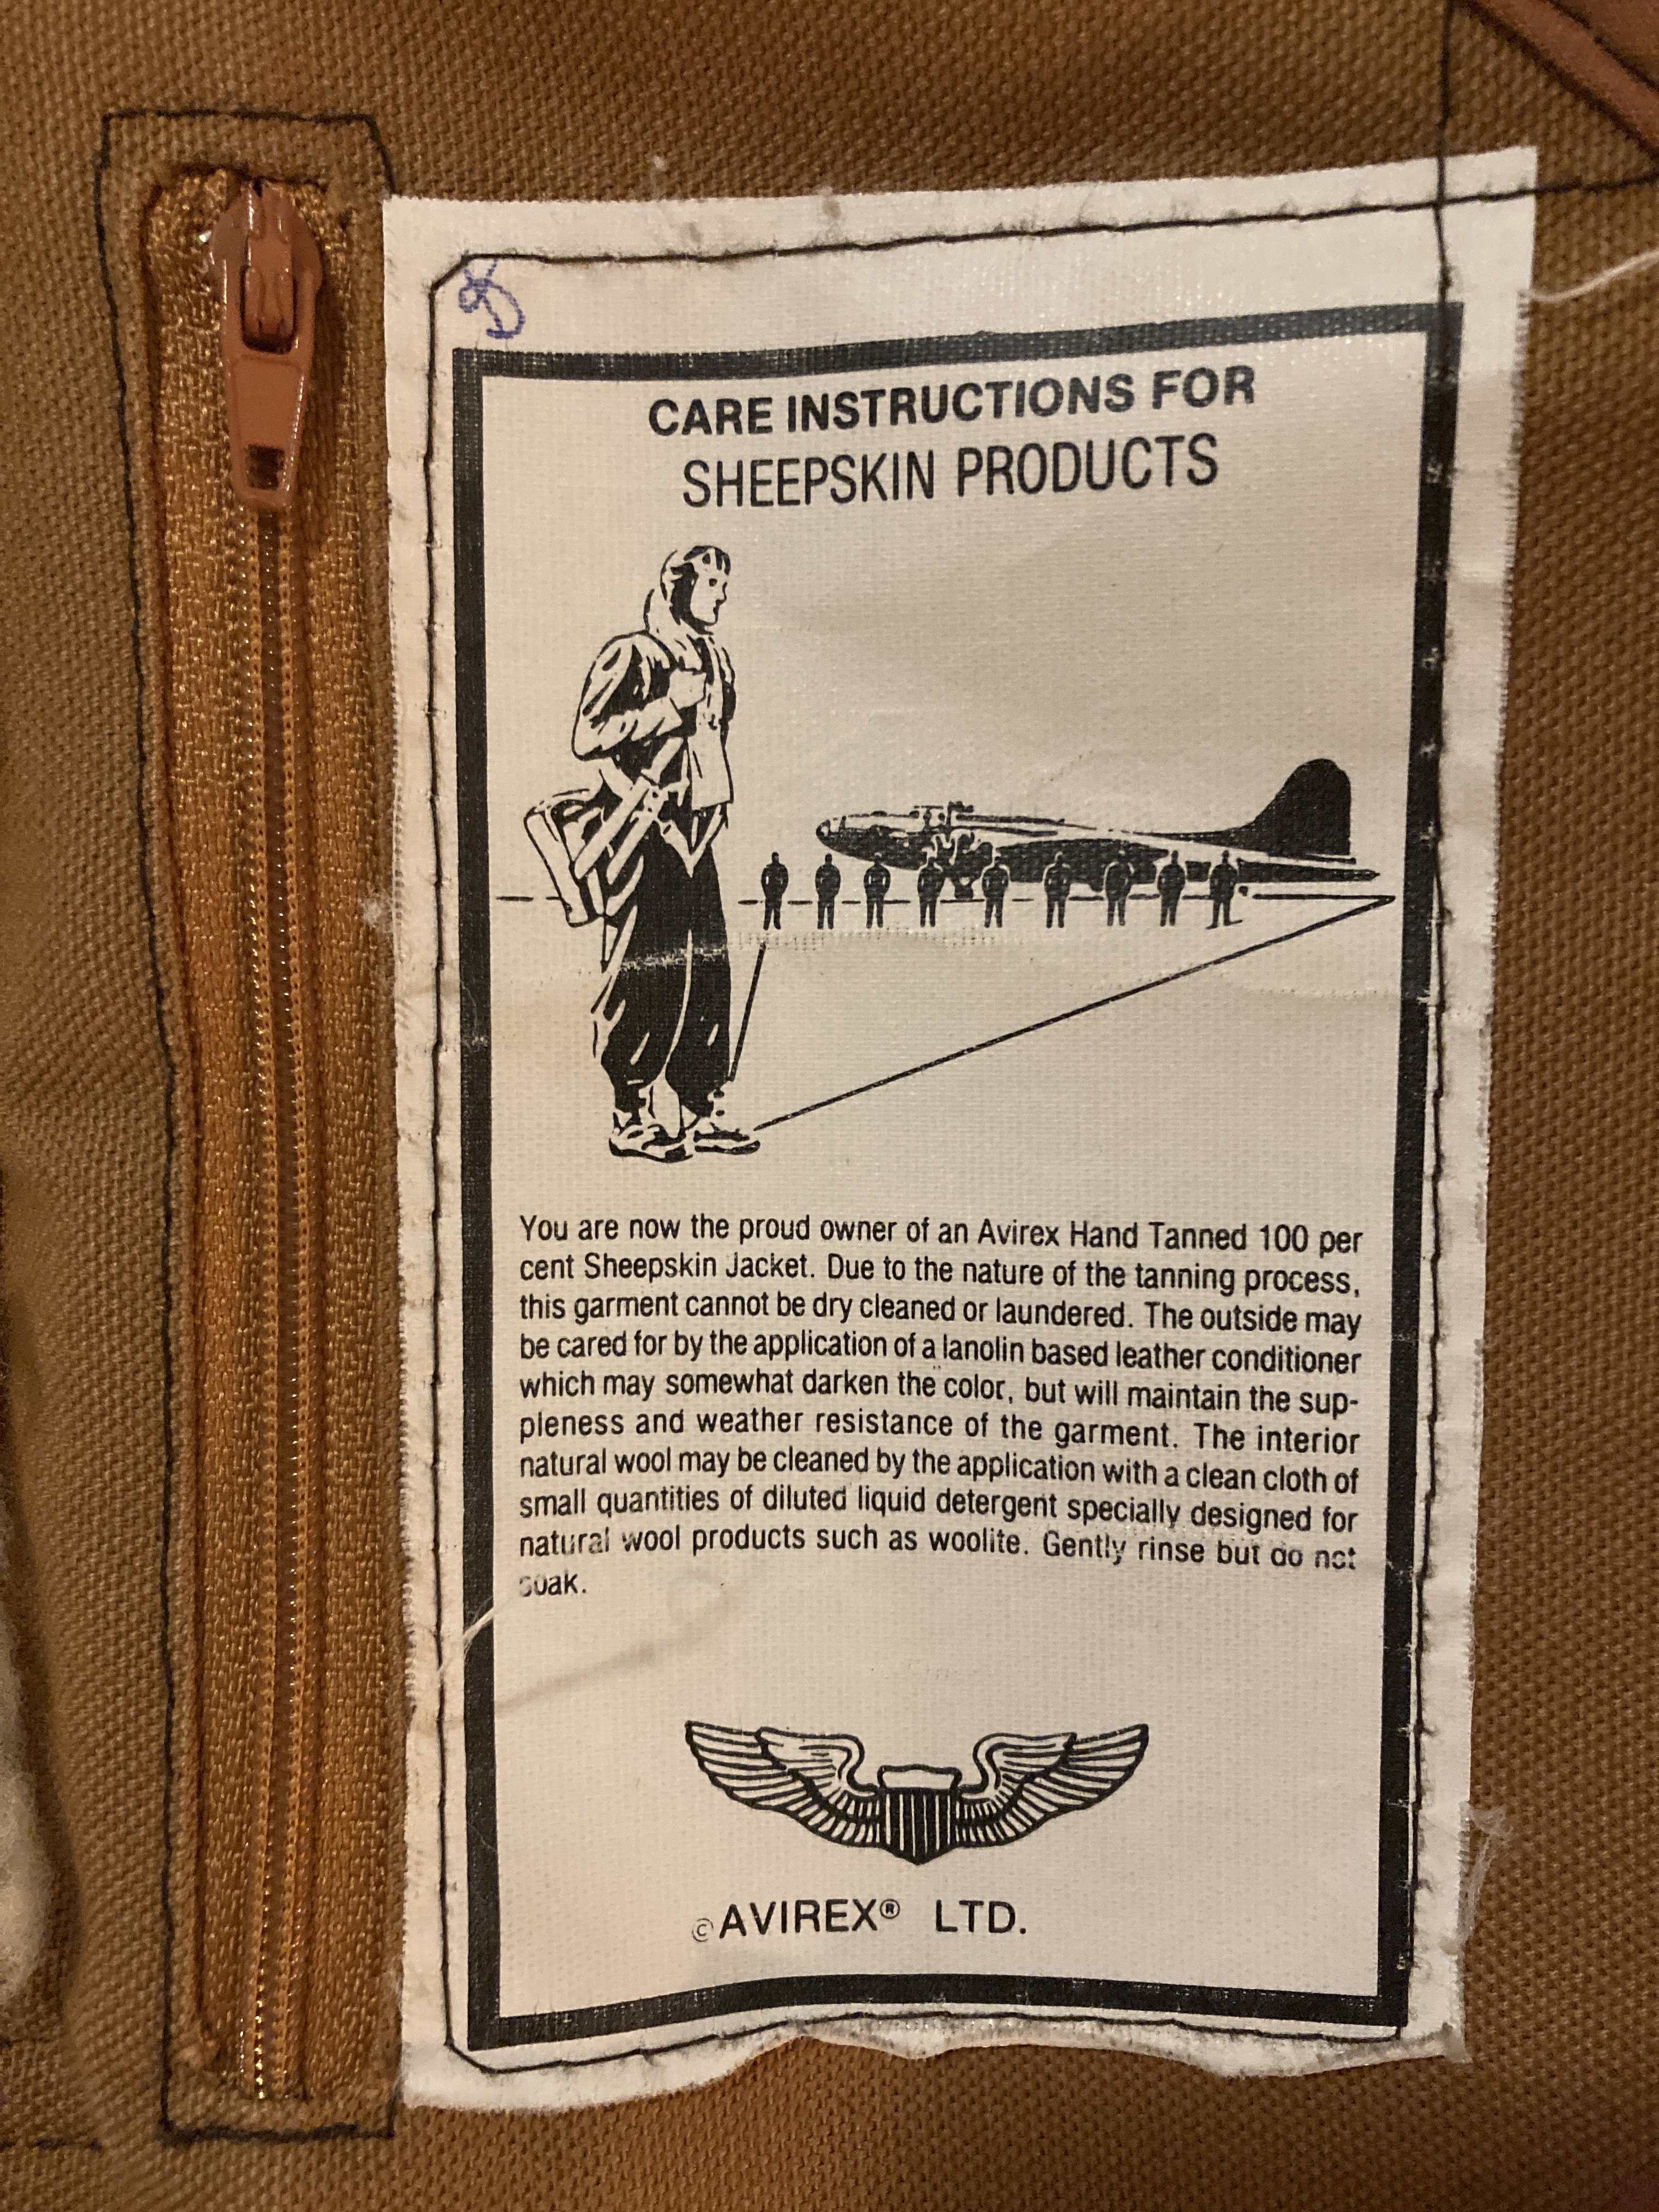 CARE INSTRUCTIONS FOR
SHEEPSKIN PRODUCTS
You are now the proud owner of an Avirex Hand Tanned 100 per
cent Sheepskin Jacket. Due to the nature of the tanning process,
this garment cannot be dry cleaned or laundered. The outside may
be cared for by the application of a lanolin based leather conditioner
which may somewhat darken the color, but will maintain the sup-
pleness and weather resistance of the garment. The interior
natural wool may be cleaned by the application with a clean cloth of
small quantities of diluted liquid detergent specially designed for
natural wool products such as woolite. Gently rinse but do not
soak.
©AVIREX® LTD.